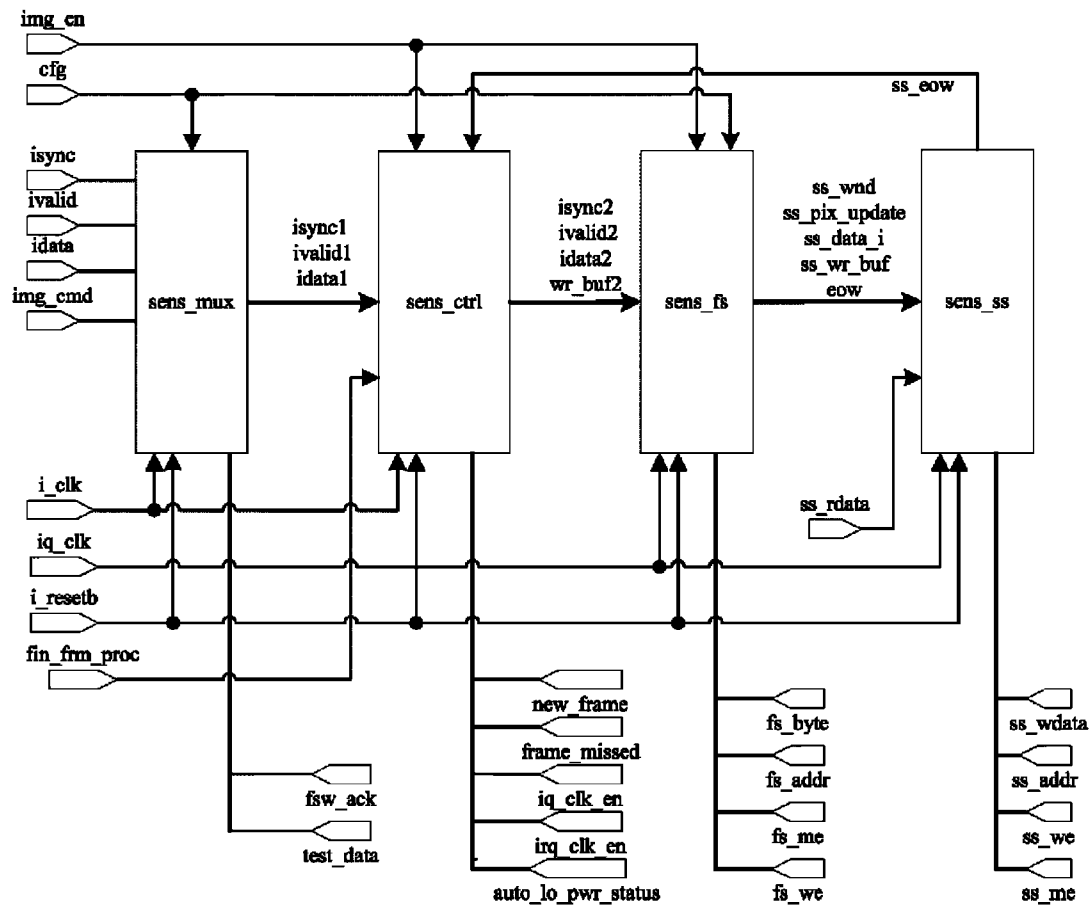 img_en
cfg
ss_eow
isync
ivalid
idata
img_cmd
sens_mux
isync1
ivalid1
idata1
sens_ctrl
isync2
ivalid2
idata2
wr_buf2
sens_fs
ss_wnd
ss_pix_update
ss_data_i
ss_wr_buf
eow
sens_ss
i_clk
ss_rdata
iq_clk
i_resetb
fin_frm_proc
new_frame
frame_missed
iq_clk_en
irq_clk_en
auto_lo_pwr_status
fsw_ack
test_data
fs_byte
fs_addr
fs_me
fs_we
ss_wdata
ss_addr
ss_we
ss_me